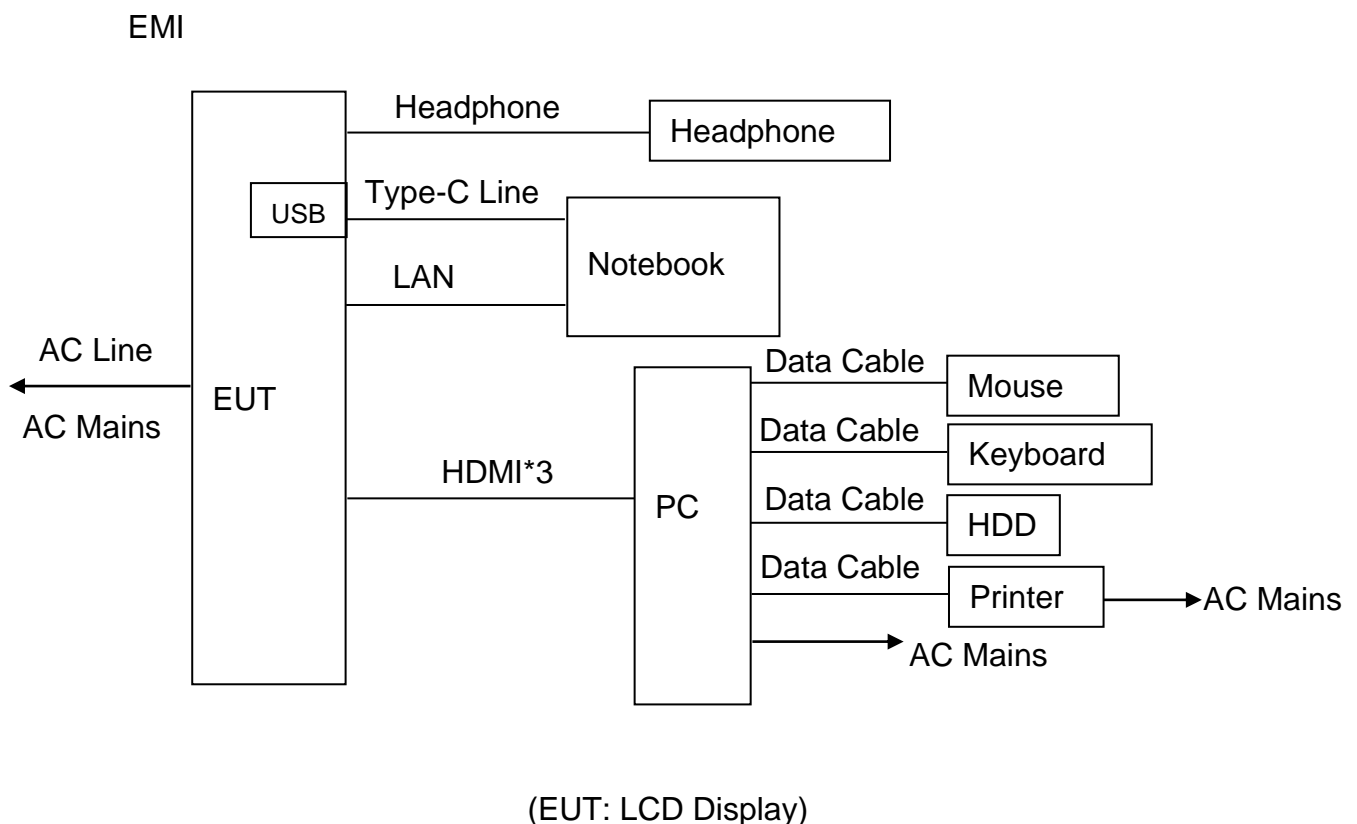 EMI
Headphone
Headphone
USB
Type-C Line
Notebook
LAN
AC Line
AC Mains
EUT
HDMI*3
PC
Data Cable
Mouse
Data Cable
Keyboard
Data Cable
HDD
Data Cable
Printer
AC Mains
AC Mains
(EUT: LCD Display)